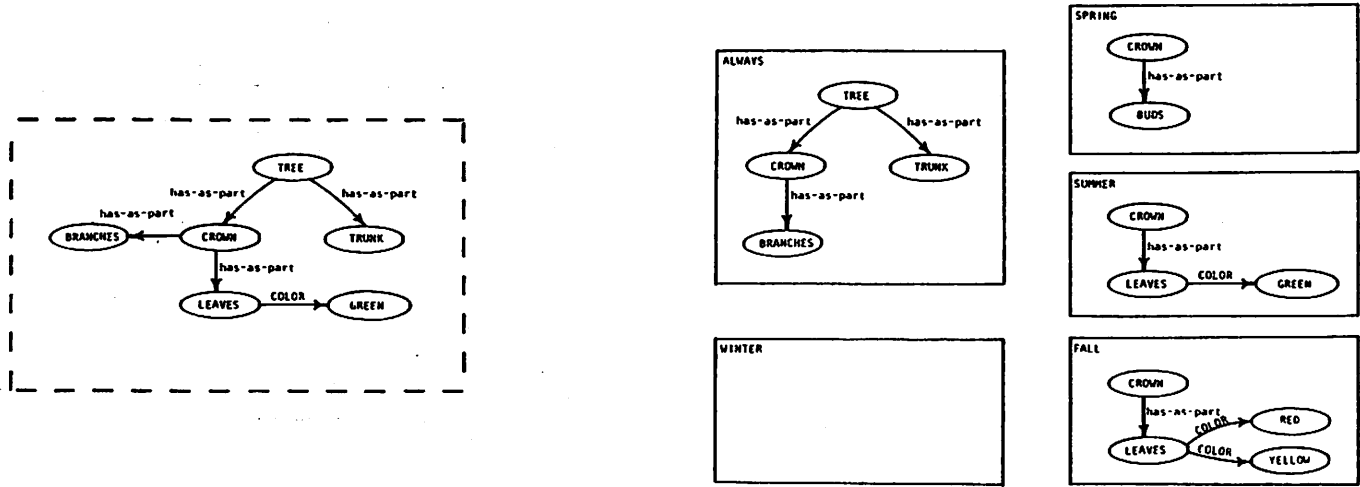 TREE
has-as-part has-as-part
has-as-part
BRANCHES CROWN TRUNK
has-as-part
LEAVES COLOR GREEN
ALWAYS
TREE
has-as-part has-as-part
CROWN TRUNK
has-as-part
BRANCHES
WINTER
SPRING
CROWN
has-as-part
BUDS
SUMMER
CROWN
has-as-part
LEAVES COLOR GREEN
FALL
CROWN
has-as-part
COLOR RED
LEAVES COLOR YELLOW